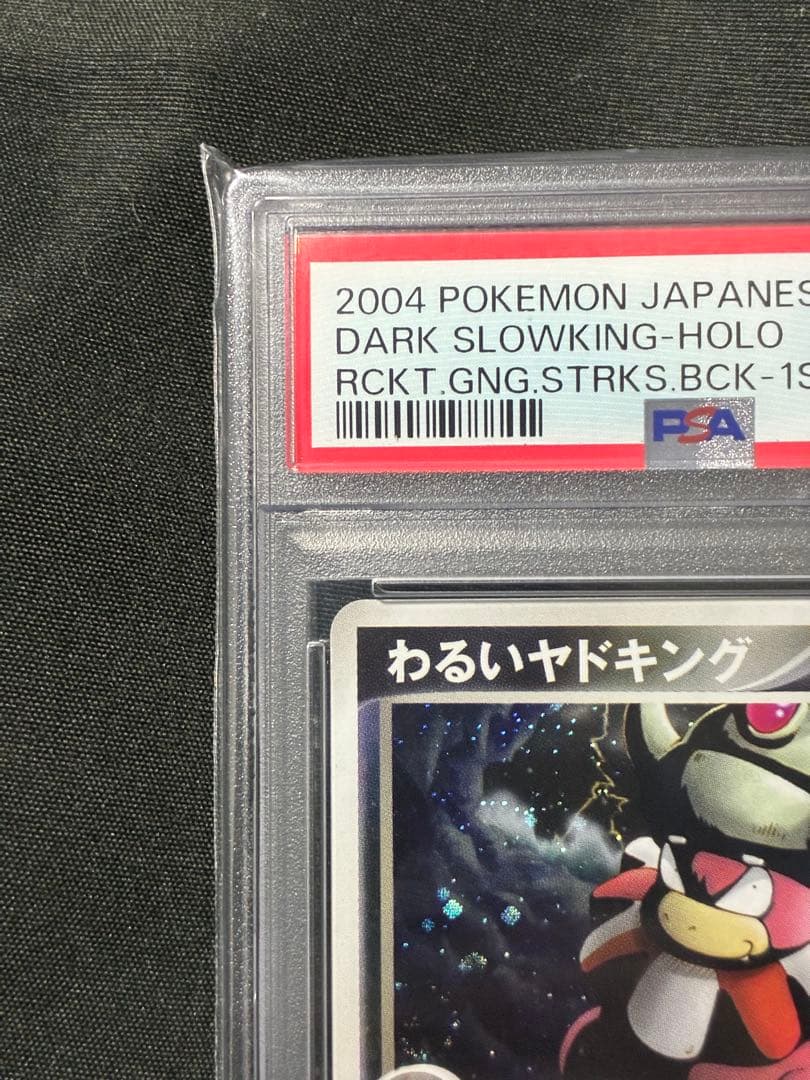 2004 POKEMON JAPANES
DARK SLOWKING-HOLO
RCKT.GNG.STRKS.BCK-1S
PSA
わるいヤドキング